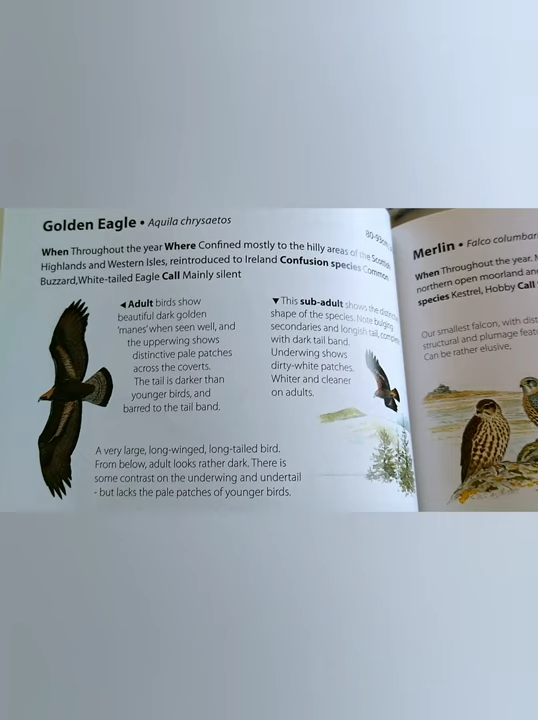 Golden Eagle • Aquila chrysaetos
80-93cm
When Throughout the year Where Confined mostly to the hilly areas of the Scottish
Highlands and Western Isles, reintroduced to Ireland Confusion species Common
Buzzard,White-tailed Eagle Call Mainly silent
◀ Adult birds show
beautiful dark golden
'manes' when seen well, and
the upperwing shows
distinctive pale patches
across the coverts.
The tail is darker than
younger birds, and
barred to the tail band.
▼ This sub-adult shows the distinctive
shape of the species. Note bulging
secondaries and longish tail,
with dark tail band.
Underwing shows
dirty-white patches.
Whiter and cleaner
on adults.
A very large, long-winged, long-tailed bird.
From below, adult looks rather dark. There is
some contrast on the underwing and undertail
- but lacks the pale patches of younger birds.
Merlin • Falco
When Throughout the year.
northern open moorland and
species Kestrel, Hobby Call
Our smallest falcon, with
structural and plumage
Can be rather elusive.